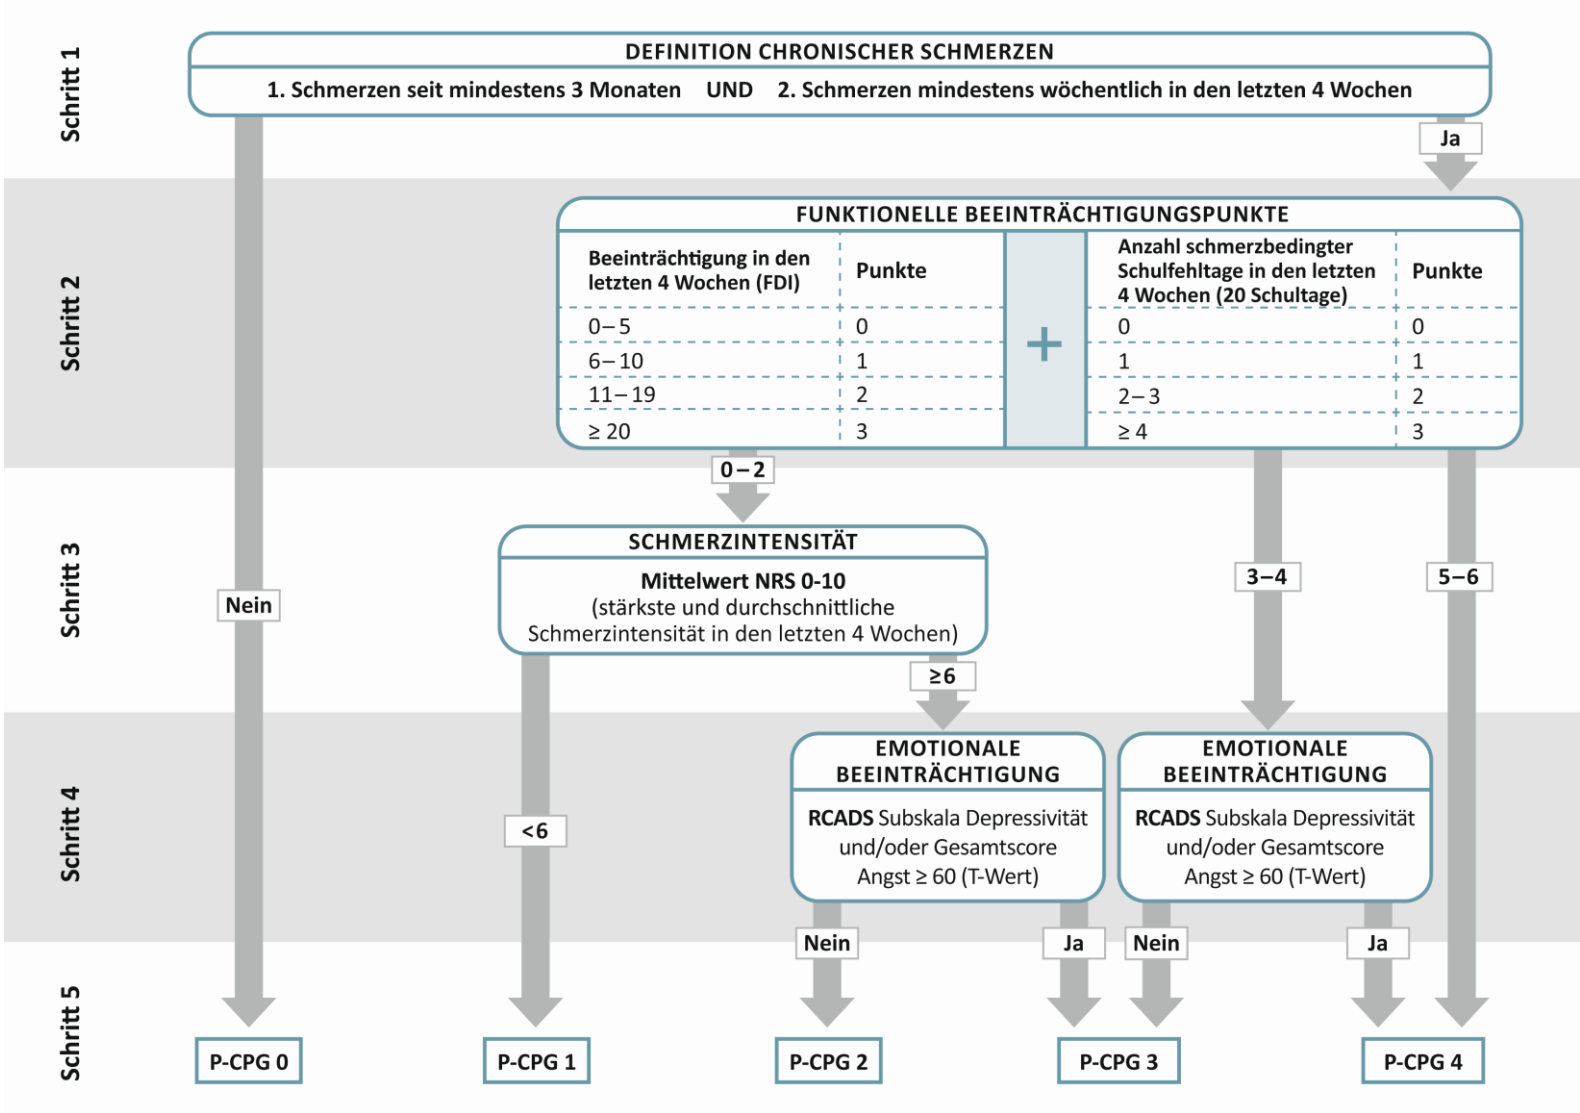 Schritt 1
DEFINITION CHRONISCHER SCHMERZEN
1. Schmerzen seit mindestens 3 Monaten UND 2. Schmerzen mindestens wöchentlich in den letzten 4 Wochen
Ja
Schritt 2
FUNKTIONELLE BEEINTRÄCHTIGUNGSPUNKTE
Beeinträchtigung in den
letzten 4 Wochen (FDI)
Punkte
0–5 0
6–10 1
11–19 2
≥ 20 3
+
Anzahl schmerzbedingter
Schulfehltage in den letzten
4 Wochen (20 Schultage)
Punkte
0 0
1 1
2–3 2
≥ 4 3
0–2
Schritt 3
SCHMERZINTENSITÄT
Mittelwert NRS 0-10
(stärkste und durchschnittliche
Schmerzintensität in den letzten 4 Wochen)
Nein
3–4
5–6
≥6
Schritt 4
<6
EMOTIONALE
BEEINTRÄCHTIGUNG
RCADS Subskala Depressivität
und/oder Gesamtscore
Angst ≥ 60 (T-Wert)
EMOTIONALE
BEEINTRÄCHTIGUNG
RCADS Subskala Depressivität
und/oder Gesamtscore
Angst ≥ 60 (T-Wert)
Nein
Ja
Nein
Ja
Schritt 5
P-CPG 0
P-CPG 1
P-CPG 2
P-CPG 3
P-CPG 4